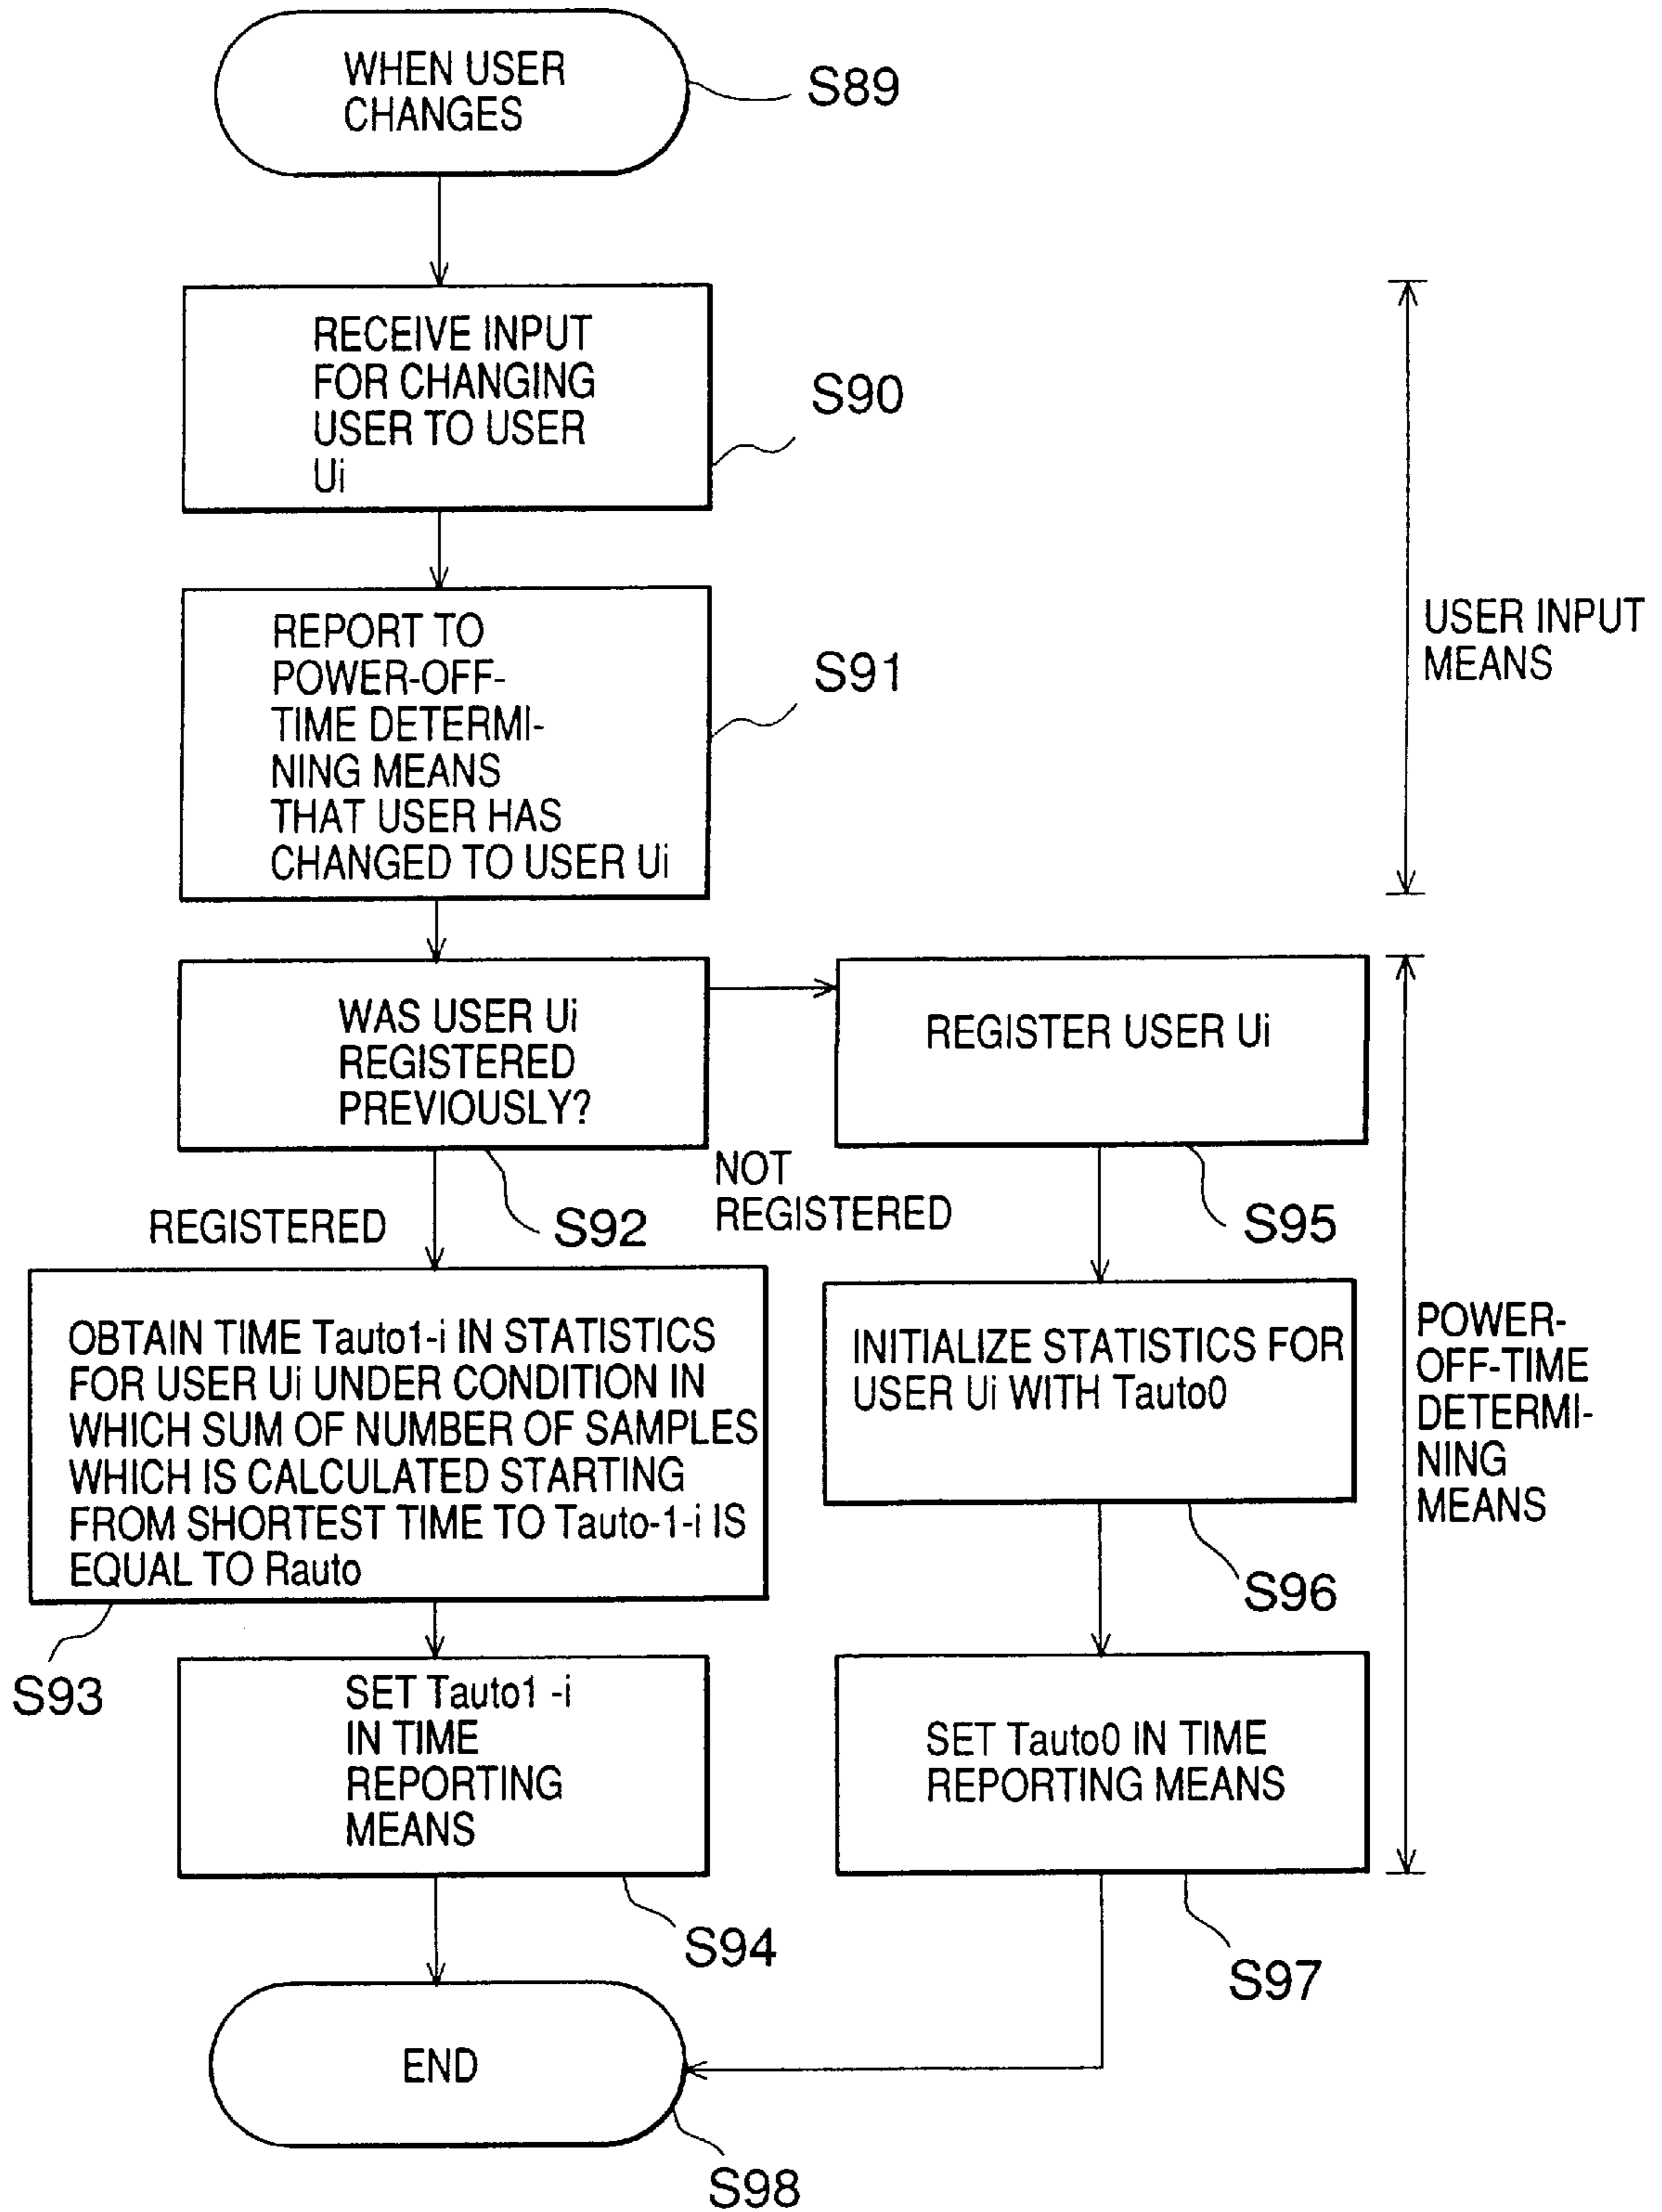 WHEN USER
CHANGES
S89
RECEIVE INPUT
FOR CHANGING
USER TO USER
Ui
S90
REPORT TO
POWER-OFF-
TIME DETERMI-
NING MEANS
THAT USER HAS
CHANGED TO USER Ui
S91
USER INPUT
MEANS
WAS USER Ui
REGISTERED
PREVIOUSLY?
S92
REGISTERED
NOT
REGISTERED
REGISTER USER Ui
S95
OBTAIN TIME Tauto1-i IN STATISTICS
FOR USER Ui UNDER CONDITION IN
WHICH SUM OF NUMBER OF SAMPLES
WHICH IS CALCULATED STARTING
FROM SHORTEST TIME TO Tauto-1-i IS
EQUAL TO Rauto
S93
INITIALIZE STATISTICS FOR
USER Ui WITH Tauto0
S96
POWER-
OFF-TIME
DETERMI-
NING
MEANS
SET Tauto1 -i
IN TIME
REPORTING
MEANS
S94
SET Tauto0 IN TIME
REPORTING MEANS
S97
END
S98